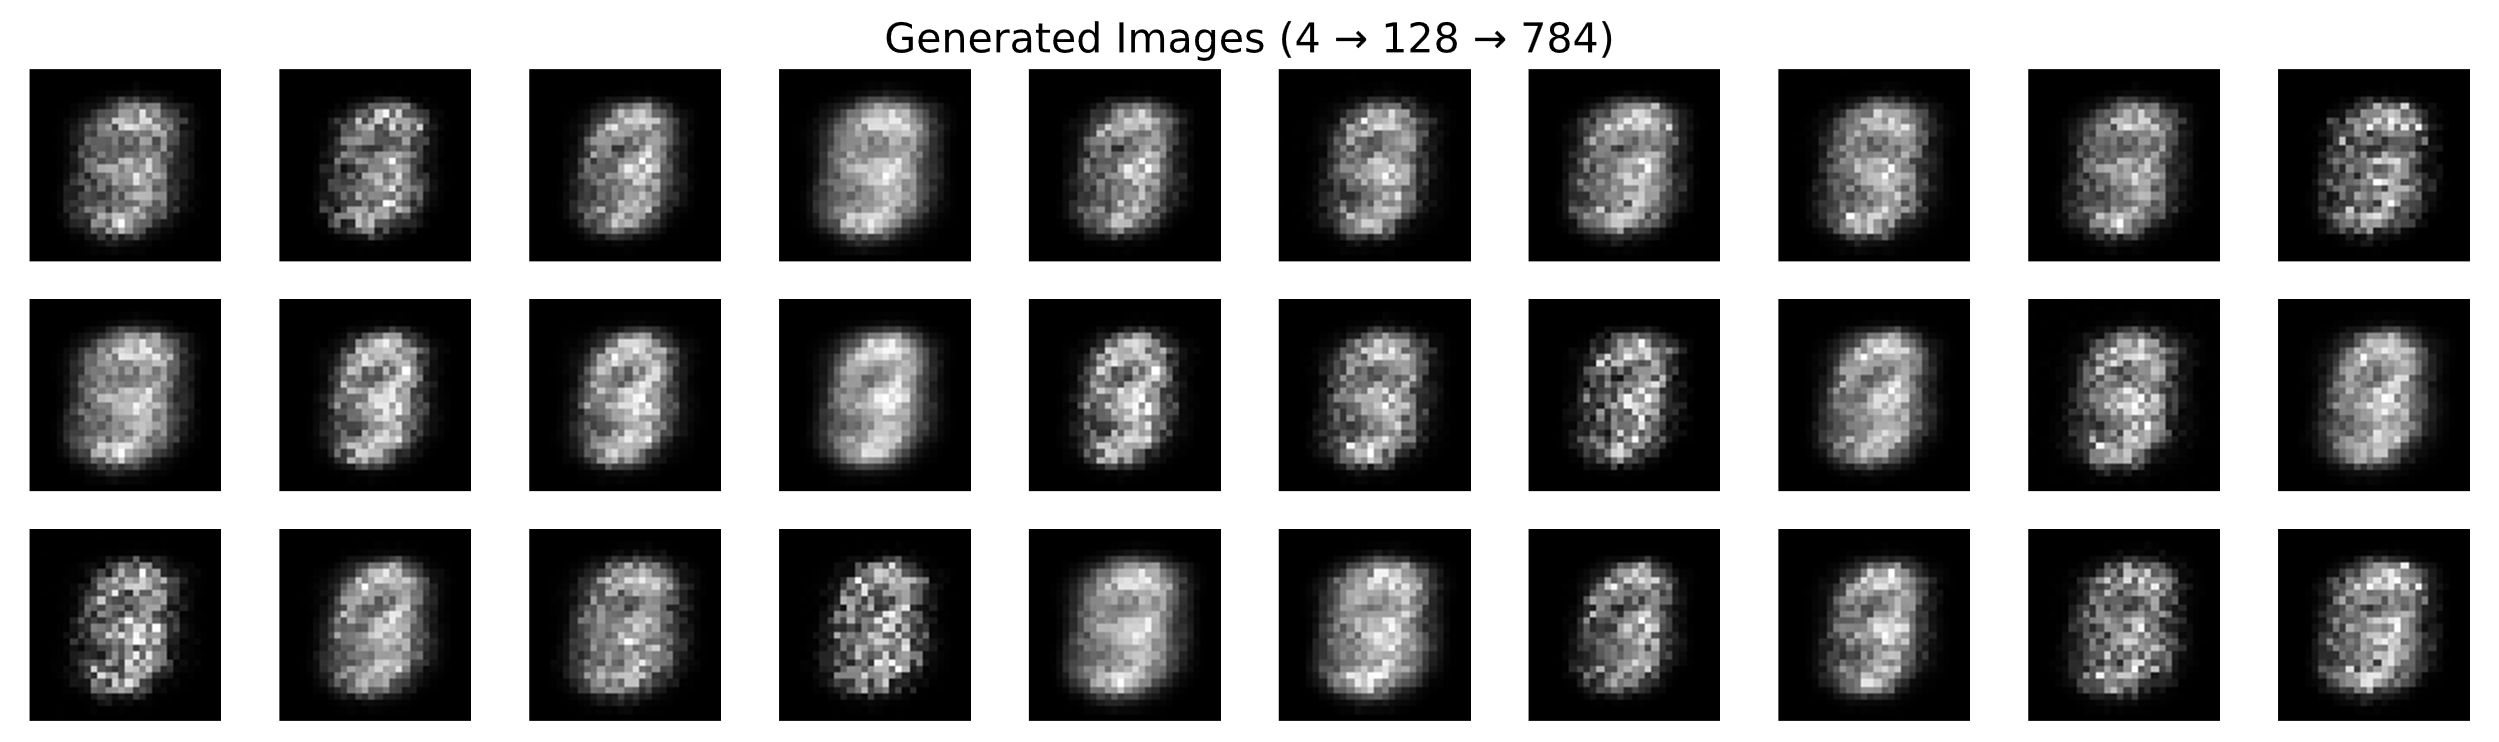 Generated Images (4 → 128 → 784)